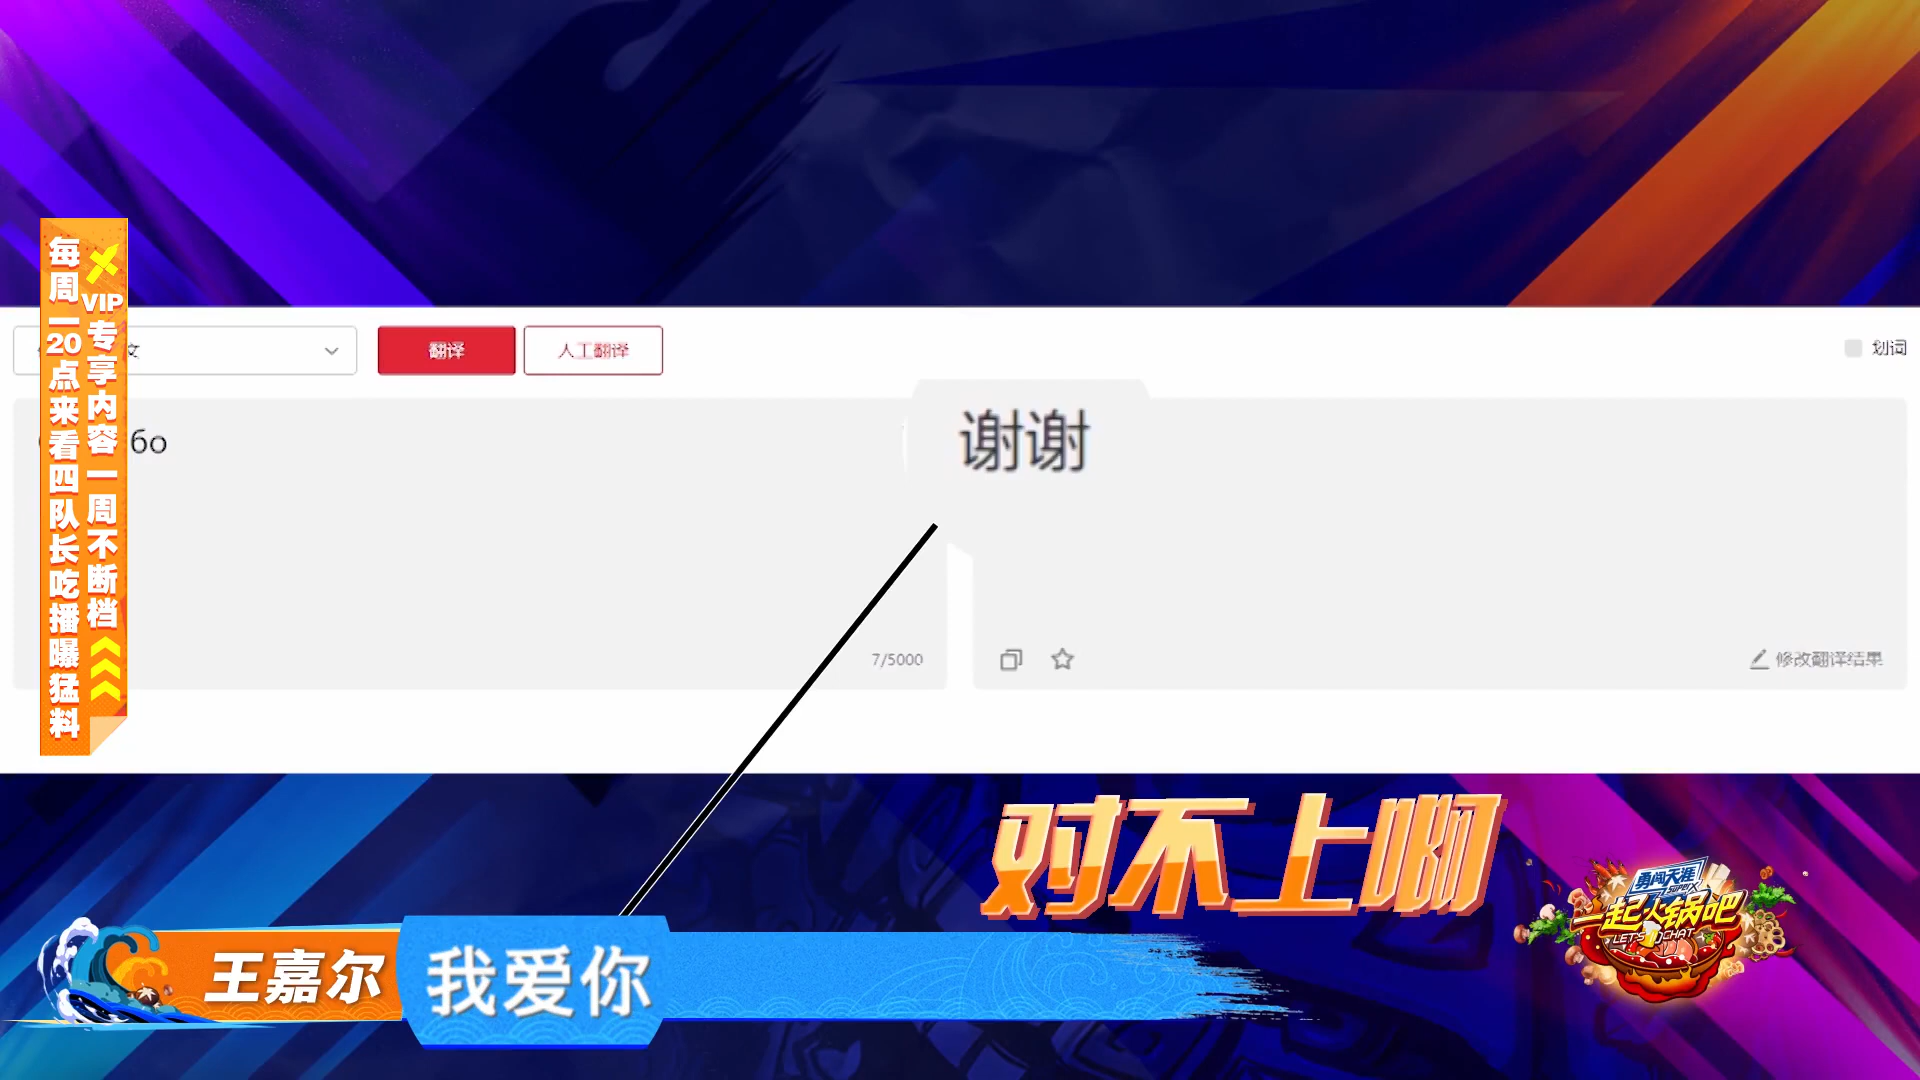 每周一20点来看四队长吃播曝猛料
VIP专享内容一周不断档
文
翻译
人工翻译
划词
бо
谢谢
7/5000
修改翻译结果
对不上啊
王嘉尔
我爱你
勇闯天涯
SUPERX
一起火锅吧
LET'S CHAT